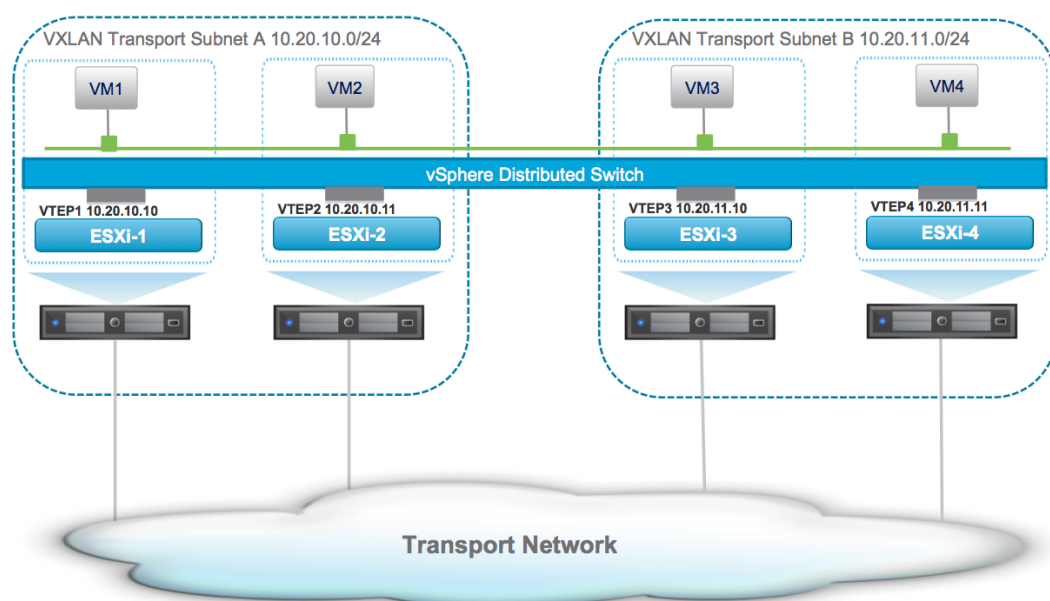 VXLAN Transport Subnet A 10.20.10.0/24
VXLAN Transport Subnet B 10.20.11.0/24
VM1
VM2
VM3
VM4
vSphere Distributed Switch
VTEP1 10.20.10.10
VTEP2 10.20.10.11
VTEP3 10.20.11.10
VTEP4 10.20.11.11
ESXi-1
ESXi-2
ESXi-3
ESXi-4
Transport Network